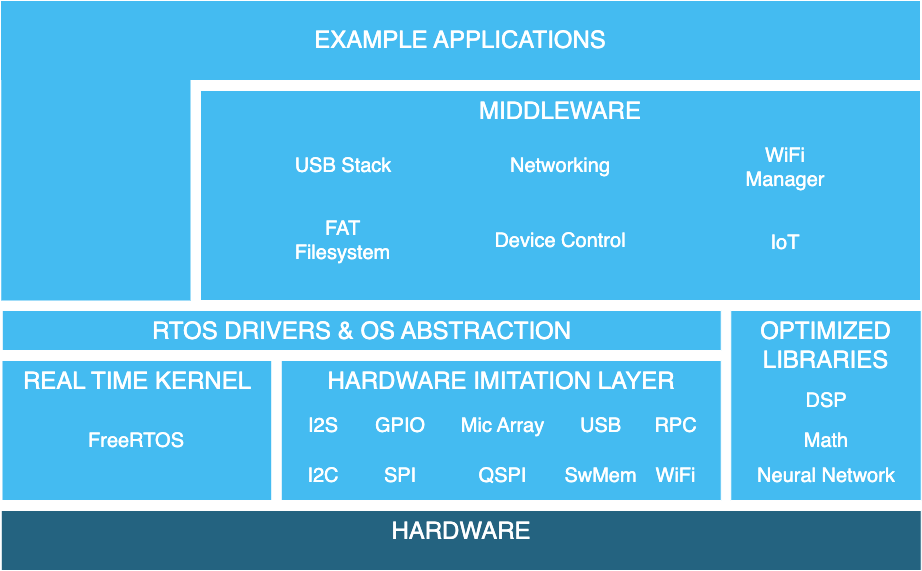 EXAMPLE APPLICATIONS
MIDDLEWARE
USB Stack
Networking
WiFi
Manager
FAT
Filesystem
Device Control
IoT
RTOS DRIVERS & OS ABSTRACTION
OPTIMIZED
LIBRARIES
DSP
Math
Neural Network
REAL TIME KERNEL
FreeRTOS
HARDWARE IMITATION LAYER
I2S GPIO Mic Array USB RPC
I2C SPI QSPI SwMem WiFi
HARDWARE